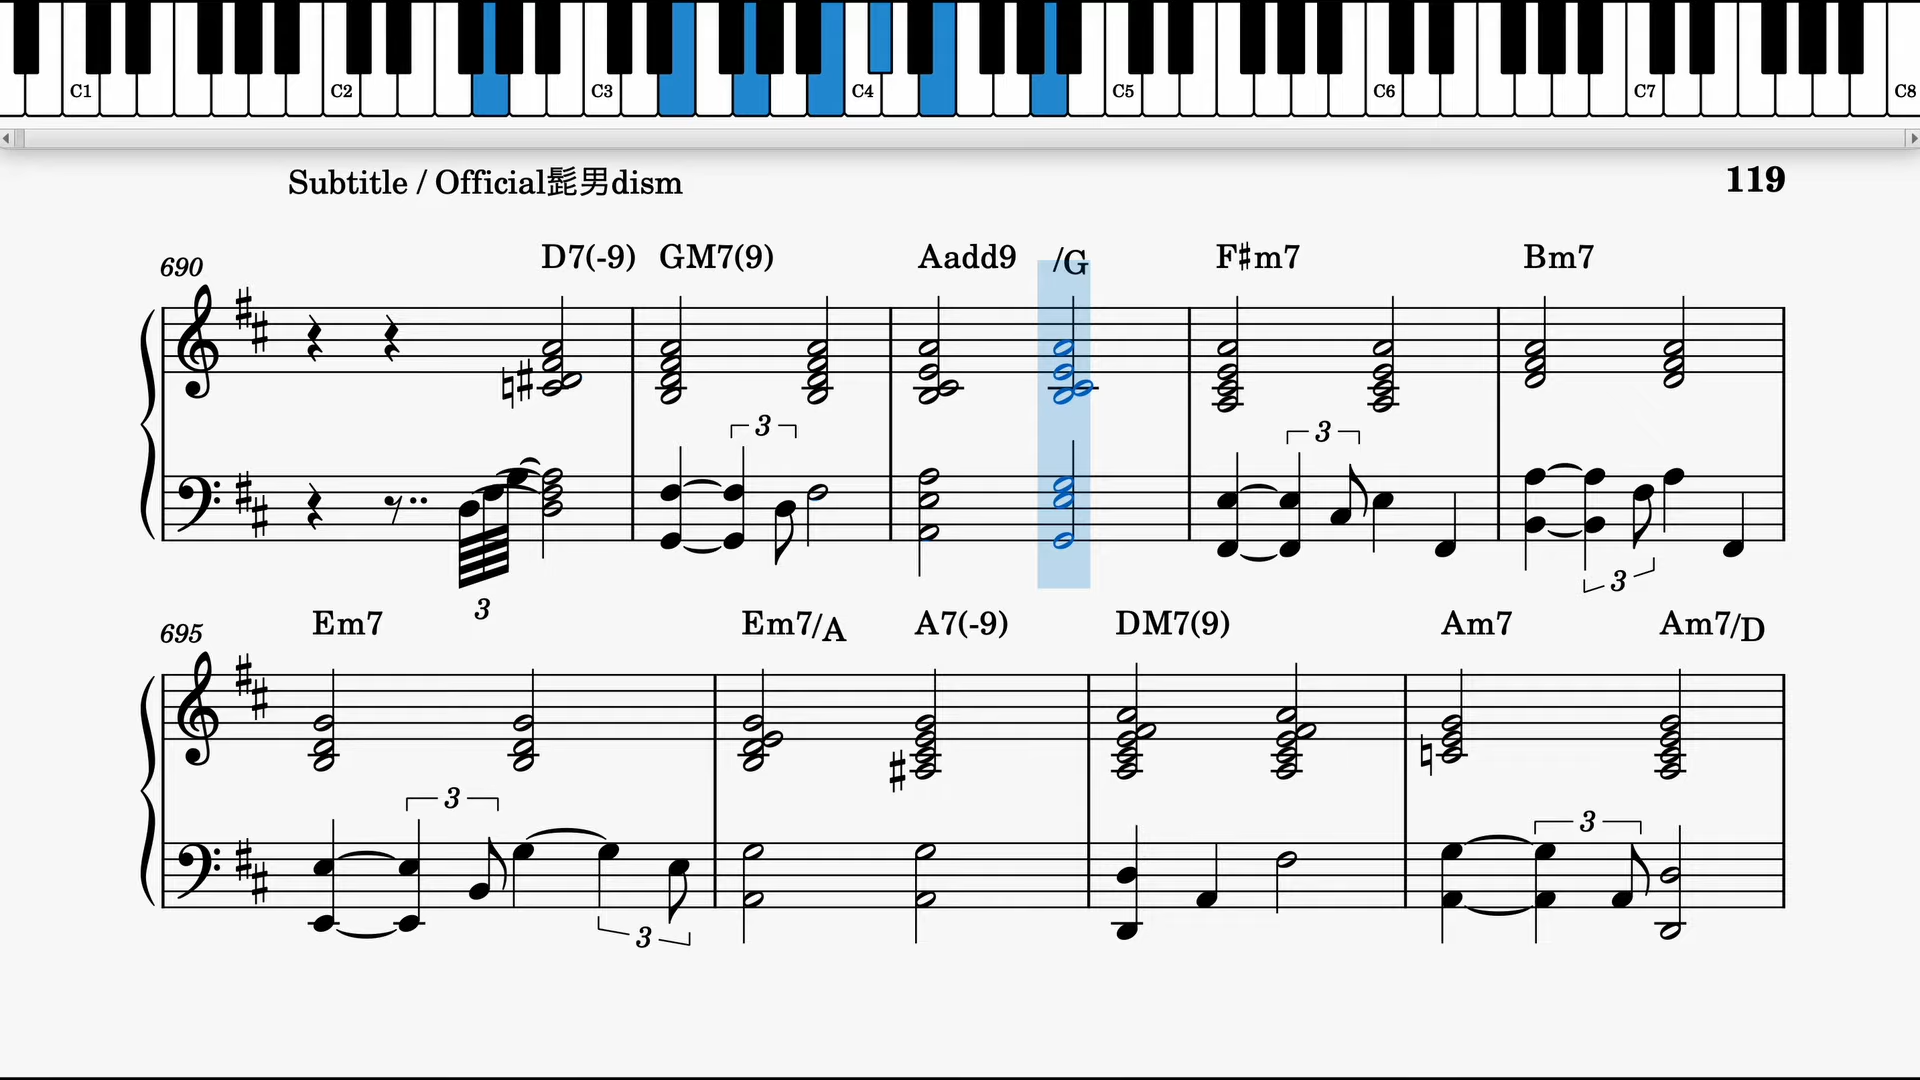 C1 C2 C3 C4 C5 C6 C7 C8
Subtitle / Official髭男dism 119
690 D7(-9) GM7(9) Aadd9 /G F♯m7 Bm7
3 3
3
3
695 Em7 Em7/A A7(-9) DM7(9) Am7 Am7/D
3 3
3